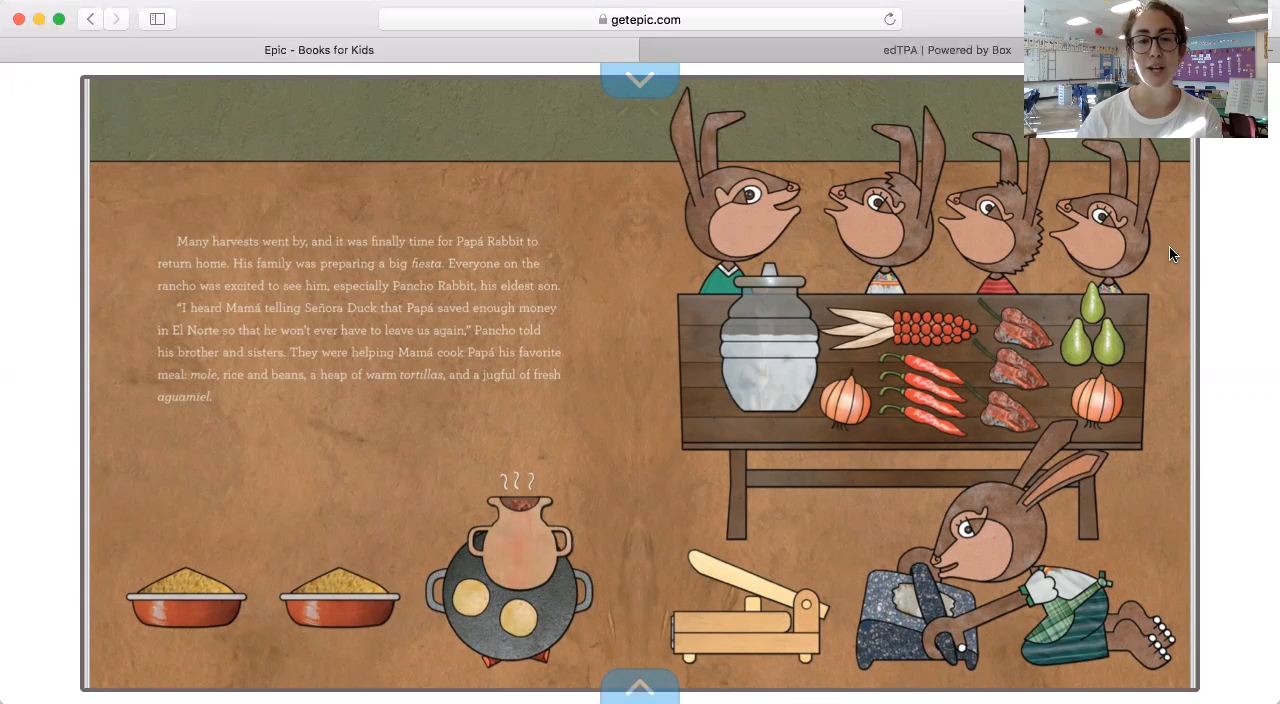 getepic.com
Epic - Books for Kids
edTPA | Powered by Box
Many harvests went by, and it was finally time for Papá Rabbit to
return home. His family was preparing a big fiesta. Everyone on the
rancho was excited to see him, especially Pancho Rabbit, his eldest son.
“I heard Mamá telling Señora Duck that Papá saved enough money
in El Norte so that he won’t ever have to leave us again,” Pancho told
his brother and sisters. They were helping Mamá cook Papá his favorite
meal: mole, rice and beans, a heap of warm tortillas, and a jugful of fresh
aguamiel.